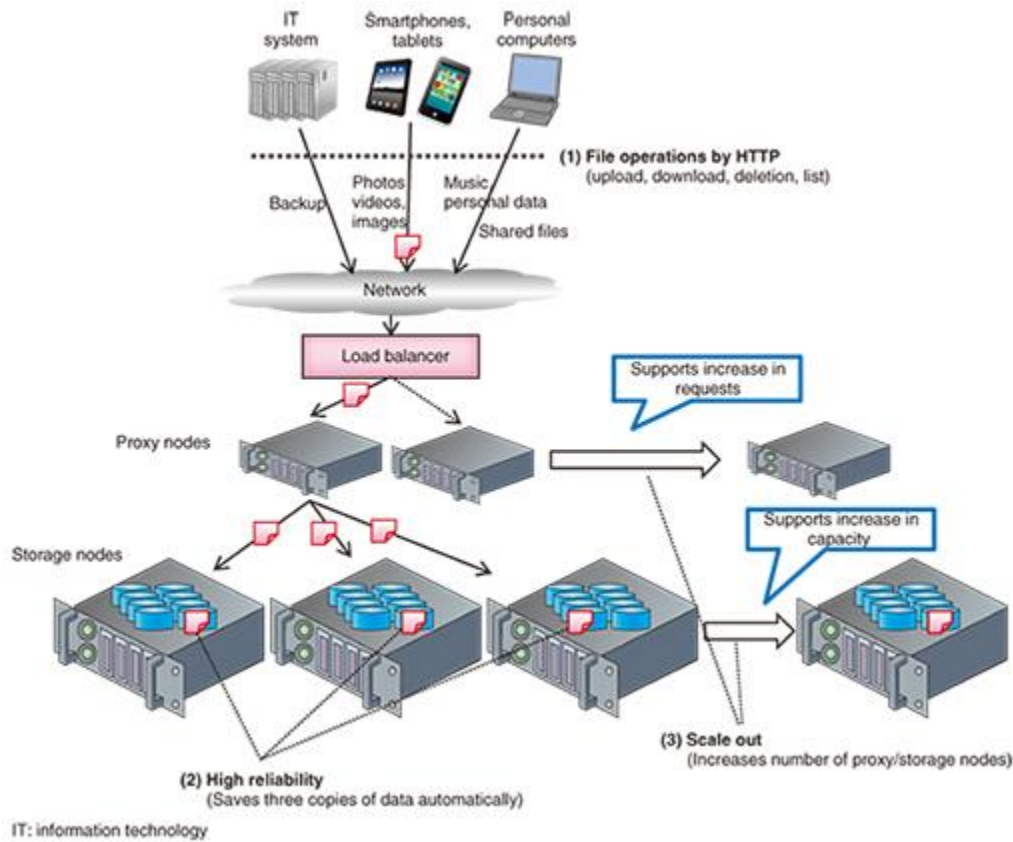 IT
system
Smartphones,
tablets
Personal
computers
(1) File operations by HTTP
(upload, download, deletion, list)
Backup
Photos
videos,
images
Music
personal data
Shared files
Network
Load balancer
Supports increase in
requests
Proxy nodes
Supports increase in
capacity
Storage nodes
(3) Scale out
(Increases number of proxy/storage nodes)
(2) High reliability
(Saves three copies of data automatically)
IT: information technology